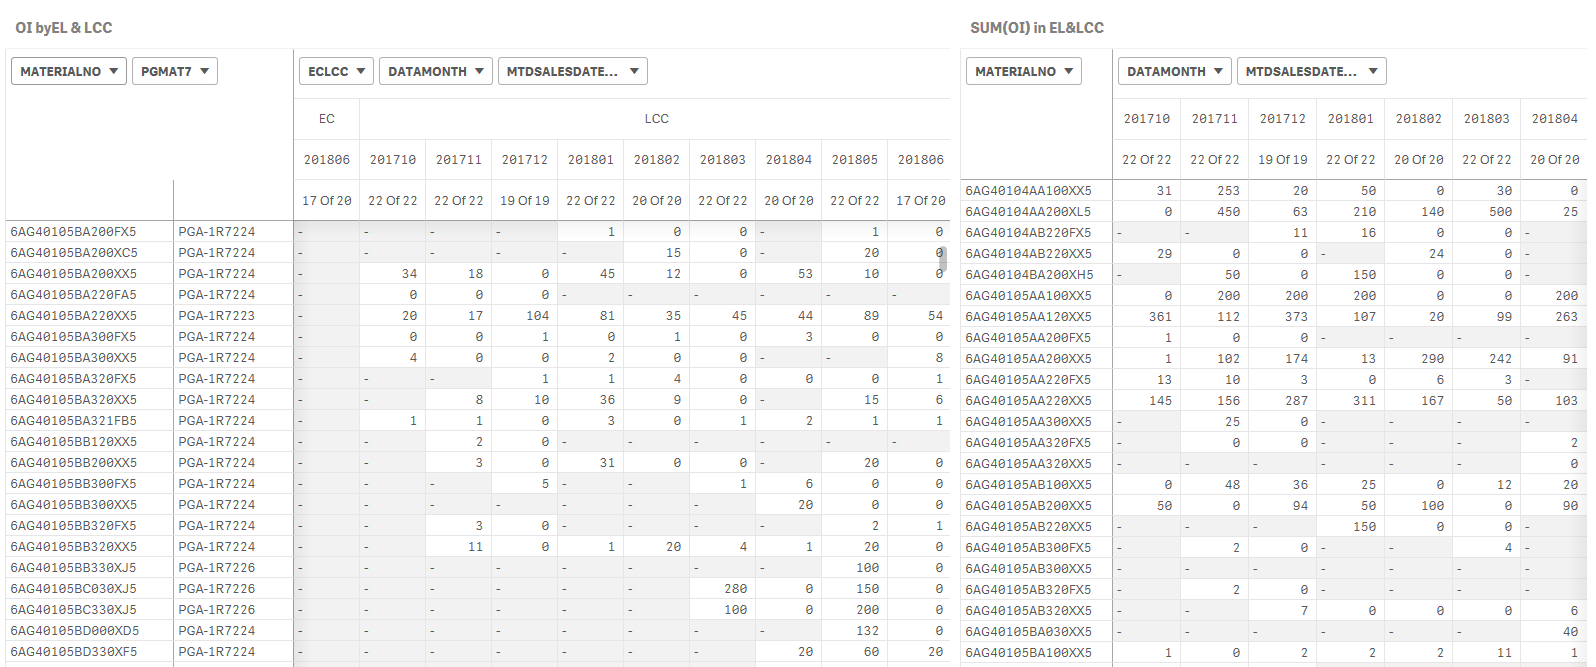 OI byEL & LCC
MATERIALNO PGMAT7 ECLCC DATAMONTH MTDSALESDATE...
EC LCC
201806 201710 201711 201712 201801 201802 201803 201804 201805 201806
17 Of 20 22 Of 22 22 Of 22 19 Of 19 22 Of 22 20 Of 20 22 Of 22 20 Of 20 22 Of 22 17 Of 20
6AG40105BA200FX5 PGA-1R7224 - - - - 1 0 0 - 1 0
6AG40105BA200XC5 PGA-1R7224 - - - - - 15 0 - 20 0
6AG40105BA200XX5 PGA-1R7224 - 34 18 0 45 12 0 53 10 0
6AG40105BA220FA5 PGA-1R7224 - 0 0 0 - - - - - -
6AG40105BA220XX5 PGA-1R7223 - 20 17 104 81 35 45 44 89 54
6AG40105BA300FX5 PGA-1R7224 - 0 0 1 0 1 0 3 0 0
6AG40105BA300XX5 PGA-1R7224 - 4 0 0 2 0 0 - - 8
6AG40105BA320FX5 PGA-1R7224 - - - 1 1 4 0 0 0 1
6AG40105BA320XX5 PGA-1R7224 - - 8 10 36 9 0 - 15 6
6AG40105BA321FB5 PGA-1R7224 - 1 1 0 3 0 1 2 1 1
6AG40105BB120XX5 PGA-1R7224 - - 2 0 - - - - - -
6AG40105BB200XX5 PGA-1R7224 - - 3 0 31 0 0 - 20 0
6AG40105BB300FX5 PGA-1R7224 - - - 5 - - 1 6 0 0
6AG40105BB300XX5 PGA-1R7224 - - - - - - - 20 0 0
6AG40105BB320FX5 PGA-1R7224 - - 3 0 - - - - 2 1
6AG40105BB320XX5 PGA-1R7224 - - 11 0 1 20 4 1 20 0
6AG40105BB330XJ5 PGA-1R7226 - - - - - - - - 100 0
6AG40105BC030XJ5 PGA-1R7226 - - - - - - 280 0 150 0
6AG40105BC330XJ5 PGA-1R7226 - - - - - - 100 0 200 0
6AG40105BD000XD5 PGA-1R7224 - - - - - - - - 132 0
6AG40105BD330XF5 PGA-1R7224 - - - - - - - 20 60 20
SUM(OI) in EL&LCC
MATERIALNO DATAMONTH MTDSALESDATE...
201710 201711 201712 201801 201802 201803 201804
22 Of 22 22 Of 22 19 Of 19 22 Of 22 20 Of 20 22 Of 22 20 Of 20
6AG40104AA100XX5 31 253 20 50 0 30 0
6AG40104AA200XL5 0 450 63 210 140 500 25
6AG40104AB220FX5 - - 11 16 0 0 -
6AG40104AB220XX5 29 0 0 - 24 0 -
6AG40104BA200XH5 - 50 0 150 0 0 -
6AG40105AA100XX5 0 200 200 200 0 0 200
6AG40105AA120XX5 361 112 373 107 20 99 263
6AG40105AA200FX5 1 0 0 - - - -
6AG40105AA200XX5 1 102 174 13 290 242 91
6AG40105AA220FX5 13 10 3 0 6 3 -
6AG40105AA220XX5 145 156 287 311 167 50 103
6AG40105AA300XX5 - 25 0 - - - -
6AG40105AA320FX5 - 0 0 - - - 2
6AG40105AA320XX5 - - - - - - 0
6AG40105AB100XX5 0 48 36 25 0 12 20
6AG40105AB200XX5 50 0 94 50 100 0 90
6AG40105AB220XX5 - - - 150 0 0 -
6AG40105AB300FX5 - 2 0 - - 4 -
6AG40105AB300XX5 - - - - - - -
6AG40105AB320FX5 - 2 0 - - - -
6AG40105AB320XX5 - - 7 0 0 0 6
6AG40105BA030XX5 - - - - - - 40
6AG40105BA100XX5 1 0 2 2 2 11 1